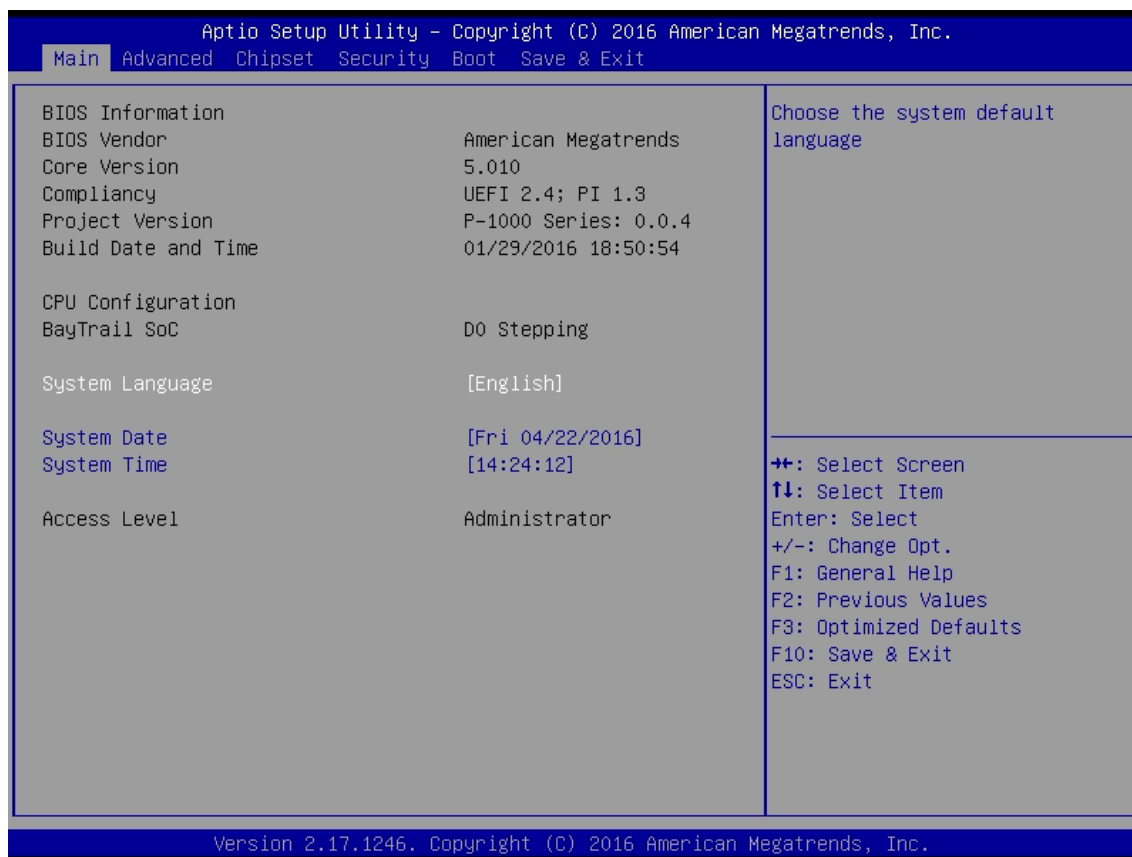 Aptio Setup Utility – Copyright (C) 2016 American Megatrends, Inc.
Main Advanced Chipset Security Boot Save & Exit
BIOS Information
BIOS Vendor American Megatrends
Core Version 5.010
Compliancy UEFI 2.4; PI 1.3
Project Version P-1000 Series: 0.0.4
Build Date and Time 01/29/2016 18:50:54
CPU Configuration
BayTrail SoC D0 Stepping
System Language [English]
System Date [Fri 04/22/2016]
System Time [14:24:12]
Access Level Administrator
Choose the system default
language
→←: Select Screen
↑↓: Select Item
Enter: Select
+/-: Change Opt.
F1: General Help
F2: Previous Values
F3: Optimized Defaults
F10: Save & Exit
ESC: Exit
Version 2.17.1246. Copyright (C) 2016 American Megatrends, Inc.